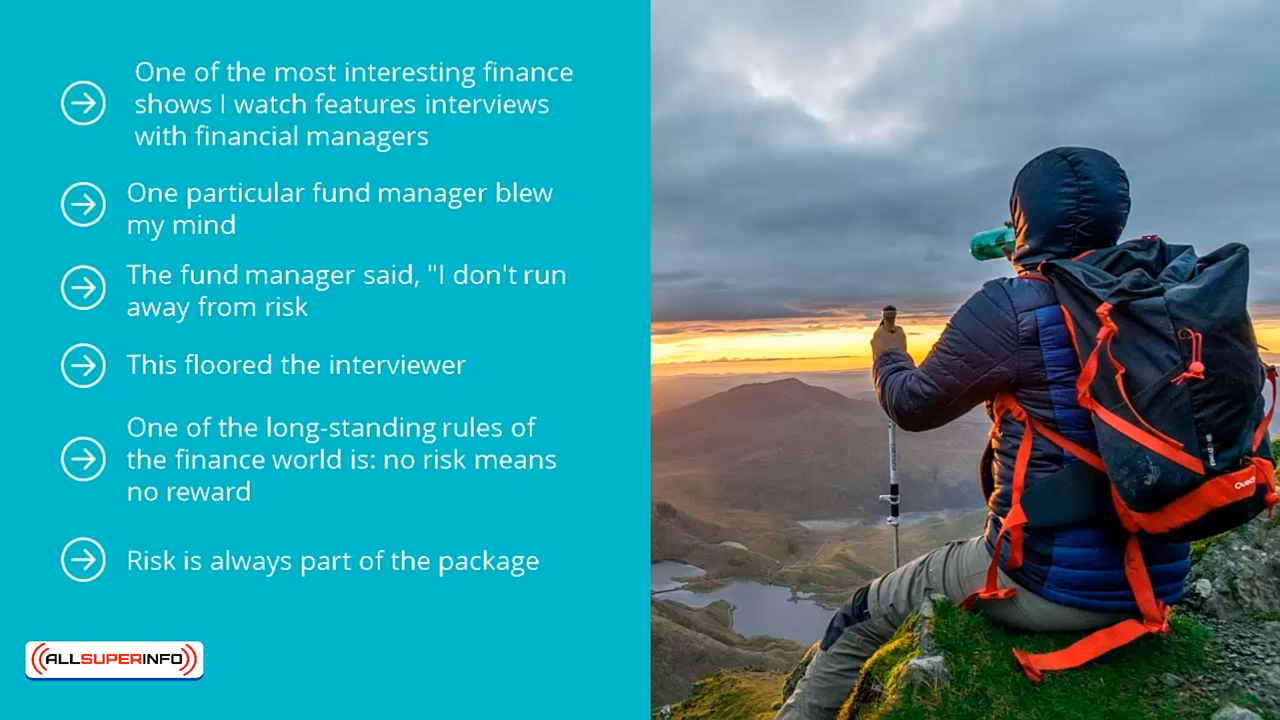 One of the most interesting finance
shows I watch features interviews
with financial managers
One particular fund manager blew
my mind
The fund manager said, "I don't run
away from risk
This floored the interviewer
One of the long-standing rules of
the finance world is: no risk means
no reward
Risk is always part of the package
ALLSUPERINFO